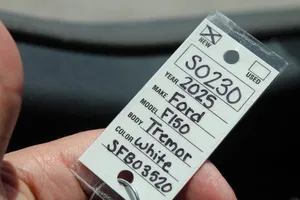 NEW USED
S0230
YEAR 2025
MAKE Ford
MODEL F150
BODY Tremor
COLOR White
SFB03520